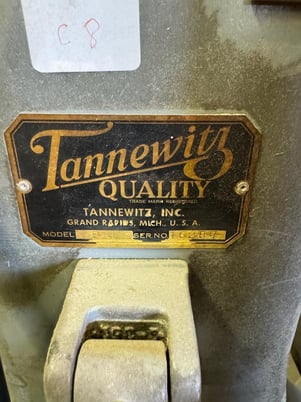 C 8
Tannewitz
QUALITY
TRADE MARK REGISTERED
TANNEWITZ, INC.
GRAND RAPIDS, MICH., U. S. A.
MODEL SER.NO.